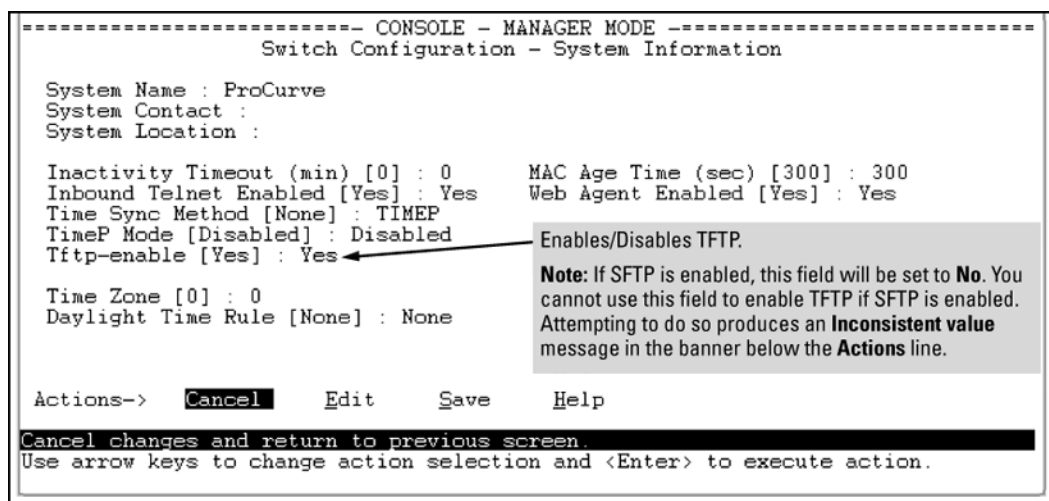 ============================- CONSOLE - MANAGER MODE -=============================
Switch Configuration - System Information
System Name : ProCurve
System Contact :
System Location :
Inactivity Timeout (min) [0] : 0 MAC Age Time (sec) [300] : 300
Inbound Telnet Enabled [Yes] : Yes Web Agent Enabled [Yes] : Yes
Time Sync Method [None] : TIMEP
TimeP Mode [Disabled] : Disabled
Tftp-enable [Yes] : Yes
Enables/Disables TFTP.
Note: If SFTP is enabled, this field will be set to No. You
cannot use this field to enable TFTP if SFTP is enabled.
Attempting to do so produces an Inconsistent value
message in the banner below the Actions line.
Time Zone [0] : 0
Daylight Time Rule [None] : None
Actions-> Cancel Edit Save Help
Cancel changes and return to previous screen.
Use arrow keys to change action selection and <Enter> to execute action.